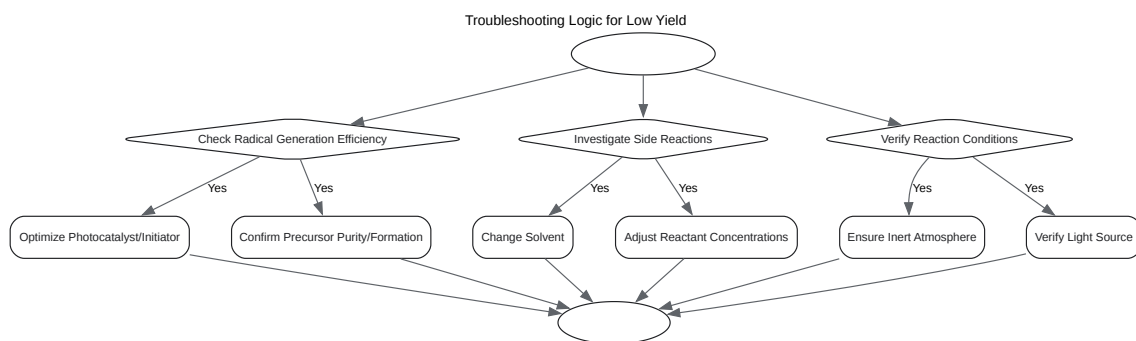 Troubleshooting Logic for Low Yield
Check Radical Generation Efficiency
Investigate Side Reactions
Verify Reaction Conditions
Yes
Yes
Yes
Yes
Yes
Yes
Optimize Photocatalyst/Initiator
Confirm Precursor Purity/Formation
Change Solvent
Adjust Reactant Concentrations
Ensure Inert Atmosphere
Verify Light Source